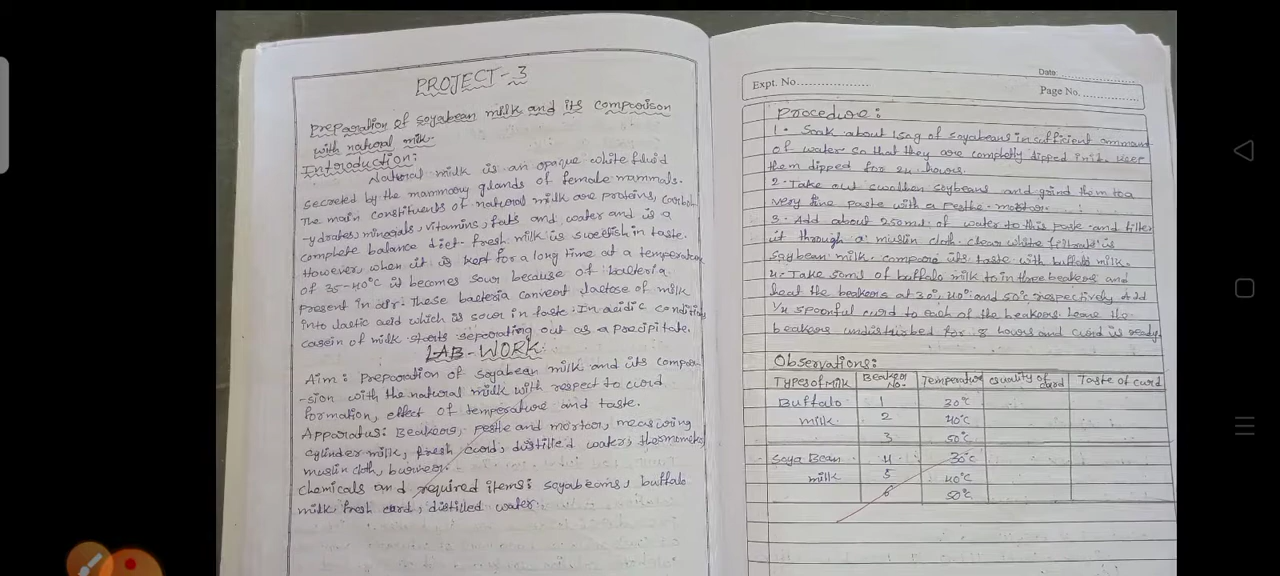 PROJECT-3
Preparation of soyabean milk and its comparison
with natural milk.
Introduction:
Natural milk is an opaque white fluid
secreted by the mammary glands of female mammals.
The main constituents of natural milk are proteins, carboh
-ydrates, minerals, vitamins, fats and water and is a
complete balance diet. fresh milk is sweetish in taste.
However, when it is kept for a long time at a temperature
of 35-40°C it becomes sour because of bacteria
present in air. These bacteria convent lactose of milk
into lactic acid which is sour in taste. In acidic condition
casein of milk starts separating out as a precipitate.
LAB-WORK
Aim: Preparation of soyabean milk and its compar-
-sion with the natural milk with respect to curd
formation, effect of temperature and taste.
Apparatus: Beakers, pestle and mortar, measuring
cylinder milk, fresh curd, distilled water, thermometer
muslin cloth, burner.
Chemicals and required items: soyabeans, buffalo
milk, fresh curd, distilled water.
Date:
Expt. No
Page No.
Procedure:
1. Soak about 150g of soyabeans in sufficient
of water so that they are completly dipped in it. keep
them dipped for 24 hours.
2. Take out swollen soybeans and grind them to a
very fine paste with a pestle-mortar.
3. Add about 250ml of water to this paste and filter
it through a muslin cloth. clear white filtrate is
soybean milk. compare its taste with buffalo milk.
4. Take 50ml of buffalo milk to in three beakers and
heat the beakers at 30°, 40° and 50°C respectively Add
1/4 spoonful curd to each of the beakers. Leave the
beakers undisturbed for 8 hours and curd is ready.
Observations:
Types of Milk Beaker No. Temperature Quality of curd Taste of curd
Buffalo 1 30°C
milk 2 40°C
3 50°C
Soya Bean 4 30°C
milk 5 40°C
6 50°C